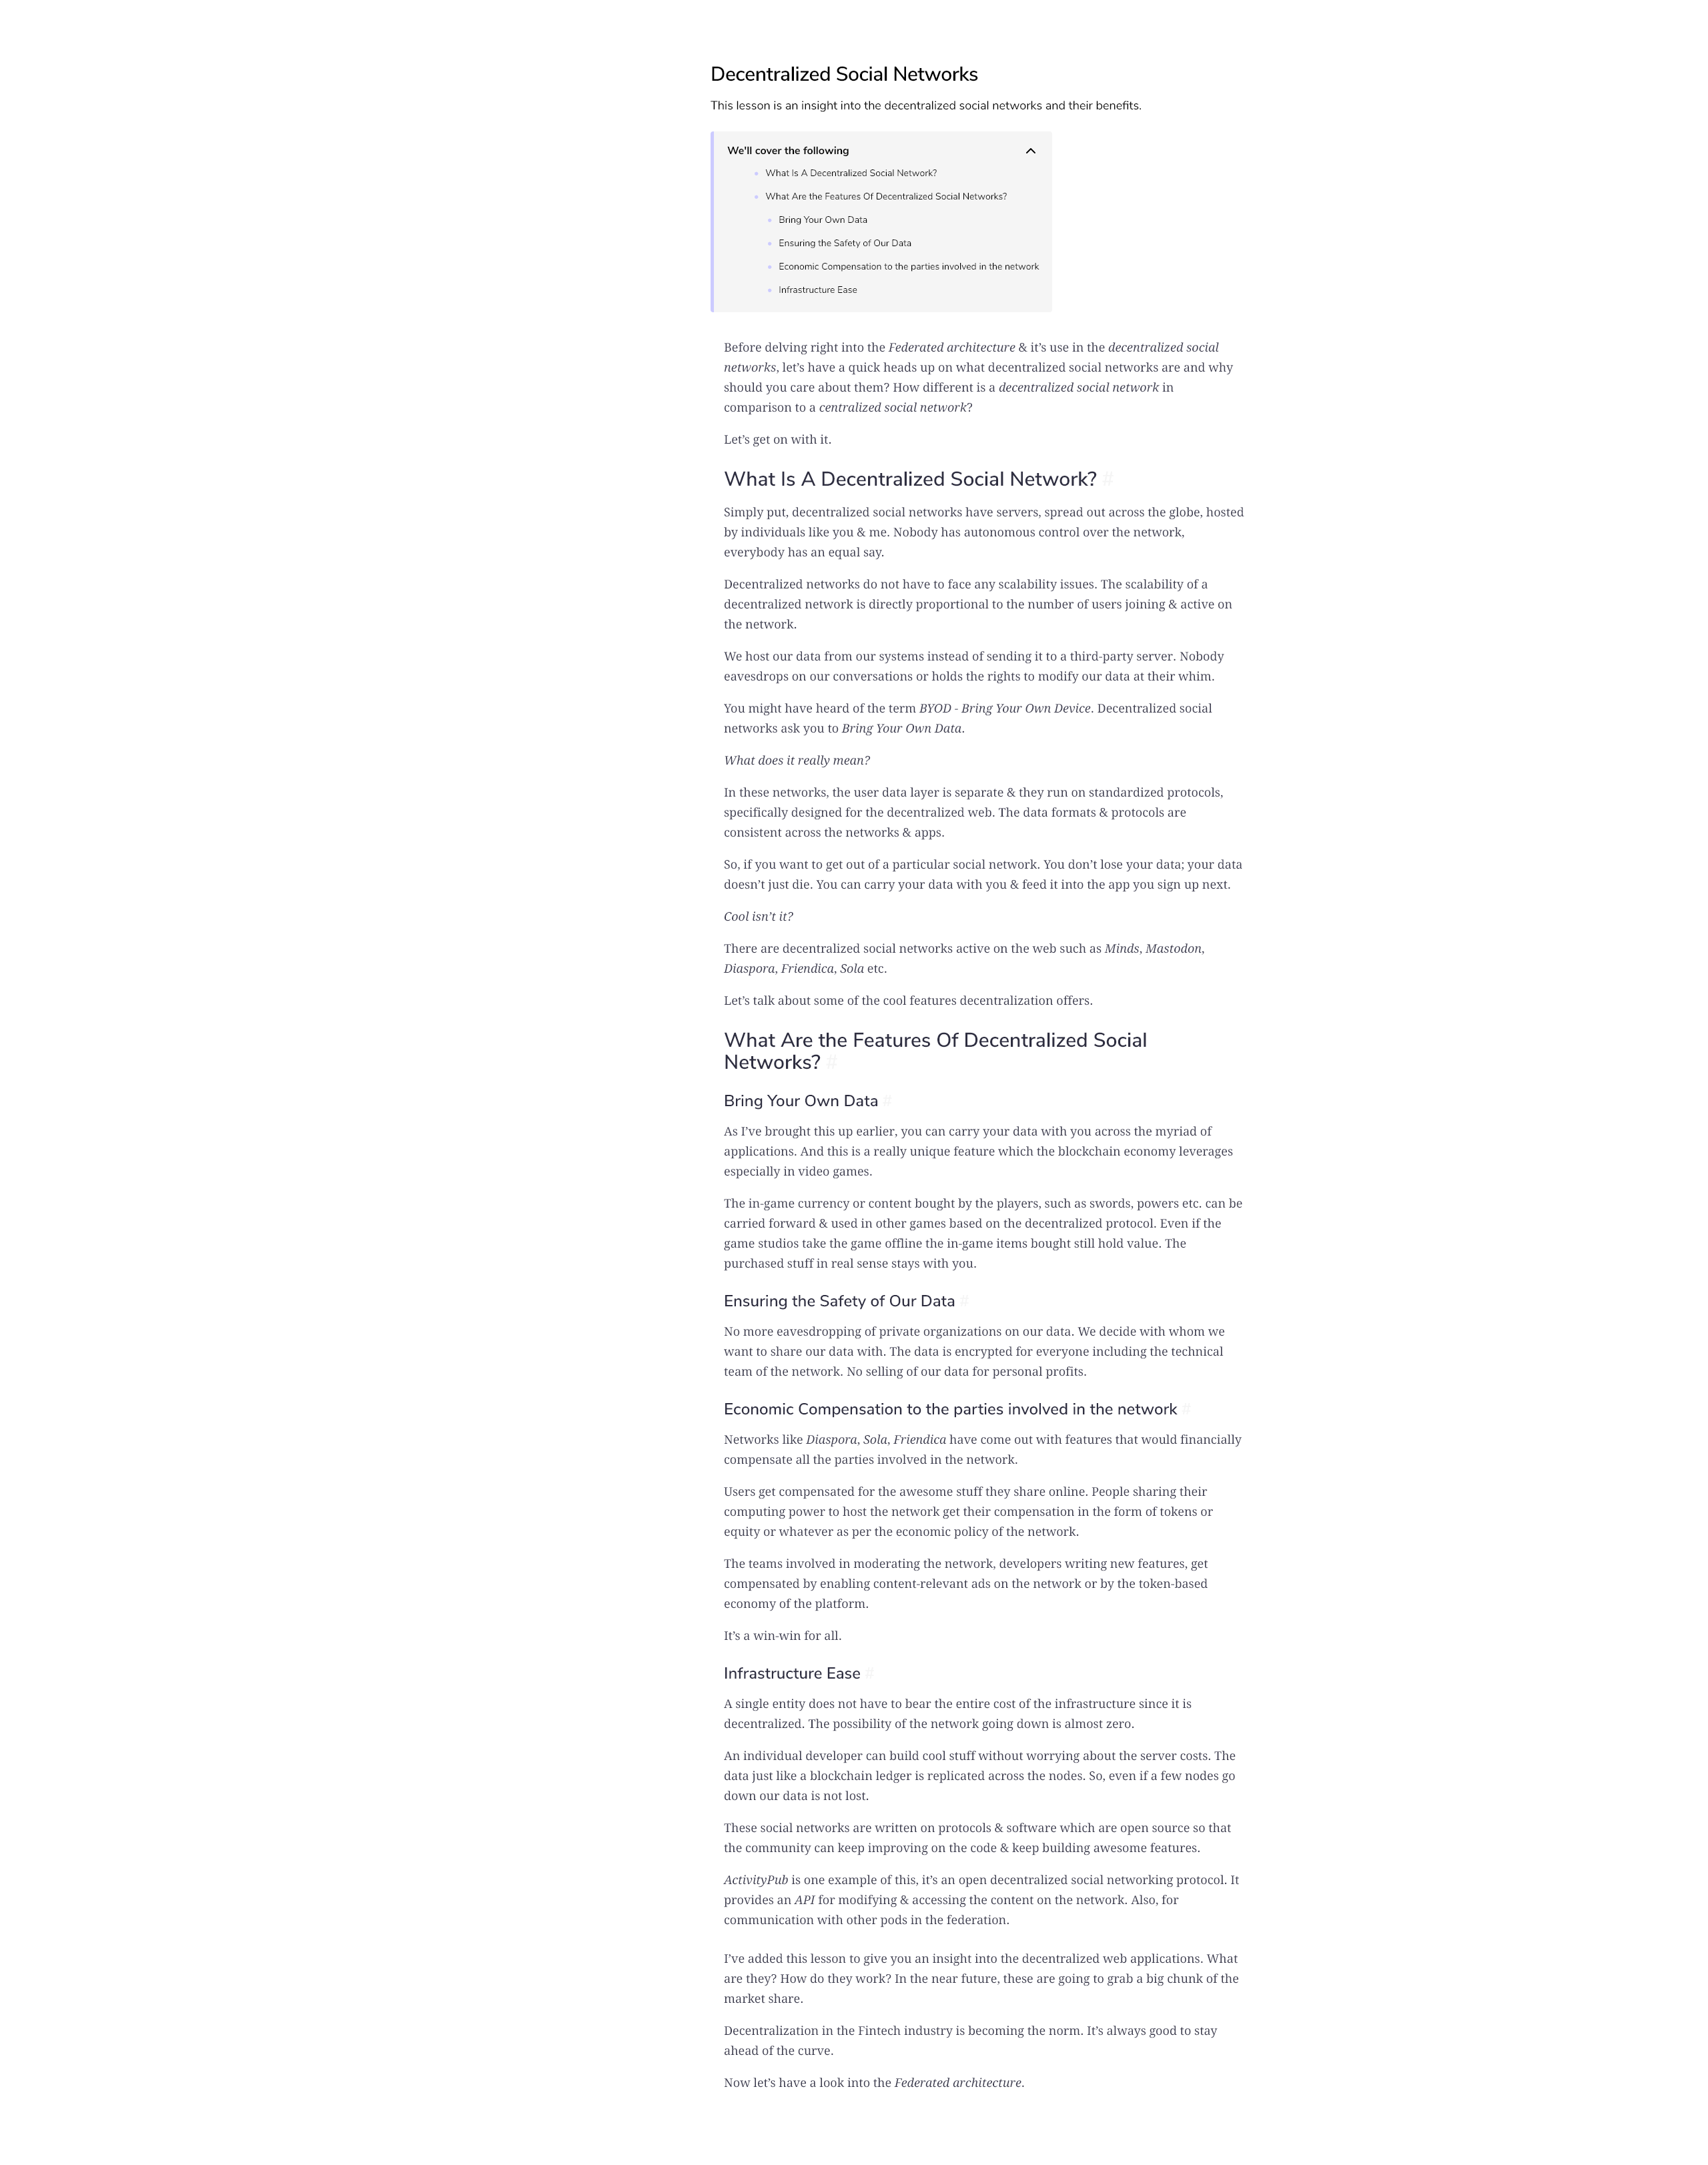 Decentralized Social Networks
This lesson is an insight into the decentralized social networks and their benefits.
We'll cover the following
What Is A Decentralized Social Network?
What Are the Features Of Decentralized Social Networks?
Bring Your Own Data
Ensuring the Safety of Our Data
Economic Compensation to the parties involved in the network
Infrastructure Ease
Before delving right into the Federated architecture & it’s use in the decentralized social
networks, let’s have a quick heads up on what decentralized social networks are and why
should you care about them? How different is a decentralized social network in
comparison to a centralized social network?
Let’s get on with it.
What Is A Decentralized Social Network? #
Simply put, decentralized social networks have servers, spread out across the globe, hosted
by individuals like you & me. Nobody has autonomous control over the network,
everybody has an equal say.
Decentralized networks do not have to face any scalability issues. The scalability of a
decentralized network is directly proportional to the number of users joining & active on
the network.
We host our data from our systems instead of sending it to a third-party server. Nobody
eavesdrops on our conversations or holds the rights to modify our data at their whim.
You might have heard of the term BYOD - Bring Your Own Device. Decentralized social
networks ask you to Bring Your Own Data.
What does it really mean?
In these networks, the user data layer is separate & they run on standardized protocols,
specifically designed for the decentralized web. The data formats & protocols are
consistent across the networks & apps.
So, if you want to get out of a particular social network. You don’t lose your data; your data
doesn’t just die. You can carry your data with you & feed it into the app you sign up next.
Cool isn’t it?
There are decentralized social networks active on the web such as Minds, Mastodon,
Diaspora, Friendica, Sola etc.
Let’s talk about some of the cool features decentralization offers.
What Are the Features Of Decentralized Social
Networks? #
Bring Your Own Data #
As I’ve brought this up earlier, you can carry your data with you across the myriad of
applications. And this is a really unique feature which the blockchain economy leverages
especially in video games.
The in-game currency or content bought by the players, such as swords, powers etc. can be
carried forward & used in other games based on the decentralized protocol. Even if the
game studios take the game offline the in-game items bought still hold value. The
purchased stuff in real sense stays with you.
Ensuring the Safety of Our Data #
No more eavesdropping of private organizations on our data. We decide with whom we
want to share our data with. The data is encrypted for everyone including the technical
team of the network. No selling of our data for personal profits.
Economic Compensation to the parties involved in the network #
Networks like Diaspora, Sola, Friendica have come out with features that would financially
compensate all the parties involved in the network.
Users get compensated for the awesome stuff they share online. People sharing their
computing power to host the network get their compensation in the form of tokens or
equity or whatever as per the economic policy of the network.
The teams involved in moderating the network, developers writing new features, get
compensated by enabling content-relevant ads on the network or by the token-based
economy of the platform.
It’s a win-win for all.
Infrastructure Ease #
A single entity does not have to bear the entire cost of the infrastructure since it is
decentralized. The possibility of the network going down is almost zero.
An individual developer can build cool stuff without worrying about the server costs. The
data just like a blockchain ledger is replicated across the nodes. So, even if a few nodes go
down our data is not lost.
These social networks are written on protocols & software which are open source so that
the community can keep improving on the code & keep building awesome features.
ActivityPub is one example of this, it’s an open decentralized social networking protocol. It
provides an API for modifying & accessing the content on the network. Also, for
communication with other pods in the federation.
I’ve added this lesson to give you an insight into the decentralized web applications. What
are they? How do they work? In the near future, these are going to grab a big chunk of the
market share.
Decentralization in the Fintech industry is becoming the norm. It’s always good to stay
ahead of the curve.
Now let’s have a look into the Federated architecture.